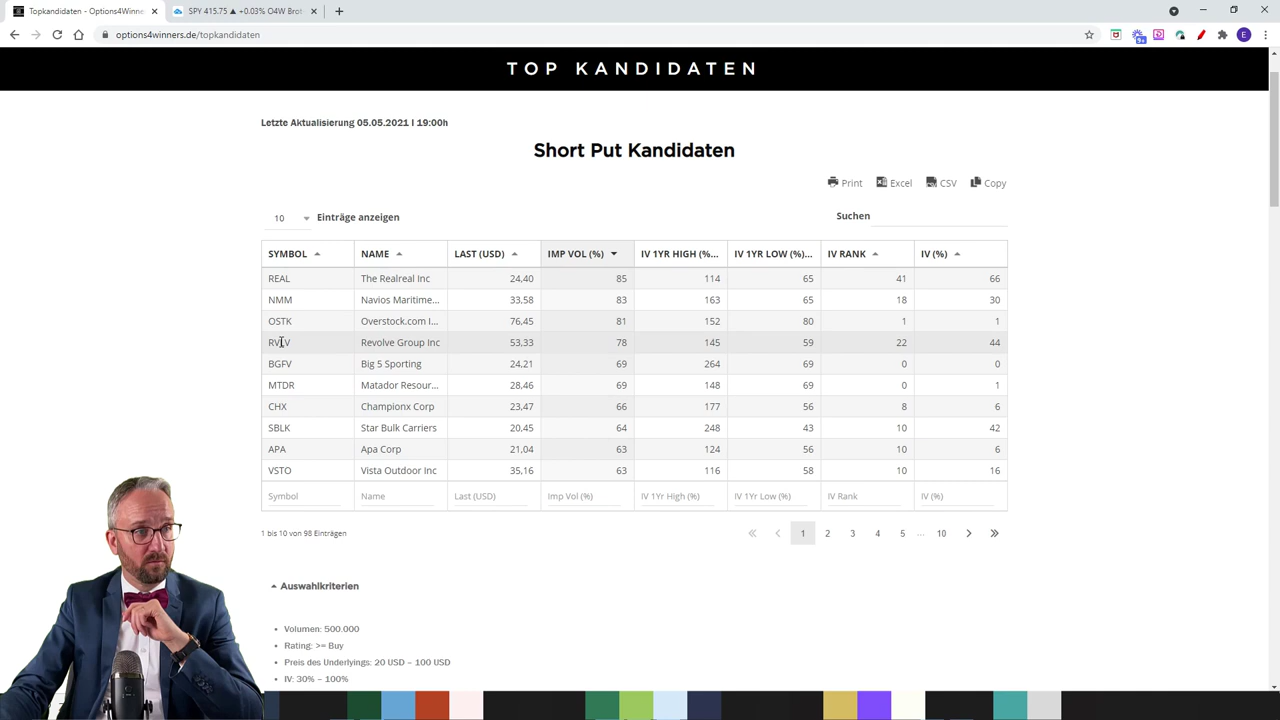 Topkandidaten - Options4Winne
SPY 415.75 ▲ +0.03% O4W Bro
options4winners.de/topkandidaten
9+
E
TOP KANDIDATEN
Letzte Aktualisierung 05.05.2021 I 19:00h
Short Put Kandidaten
Print Excel CSV Copy
10 Einträge anzeigen Suchen
SYMBOL NAME LAST (USD) IMP VOL (%) IV 1YR HIGH (%... IV 1YR LOW (%)... IV RANK IV (%)
REAL The Realreal Inc 24,40 85 114 65 41 66
NMM Navios Maritime... 33,58 83 163 65 18 30
OSTK Overstock.com I... 76,45 81 152 80 1 1
RVLV Revolve Group Inc 53,33 78 145 59 22 44
BGFV Big 5 Sporting 24,21 69 264 69 0 0
MTDR Matador Resour... 28,46 69 148 69 0 1
CHX Championx Corp 23,47 66 177 56 8 6
SBLK Star Bulk Carriers 20,45 64 248 43 10 42
APA Apa Corp 21,04 63 124 56 10 6
VSTO Vista Outdoor Inc 35,16 63 116 58 10 16
Symbol Name Last (USD) Imp Vol (%) IV 1Yr High (%) IV 1Yr Low (%) IV Rank IV (%)
1 bis 10 von 98 Einträgen
« ‹ 1 2 3 4 5 ... 10 › »
Auswahlkriterien
• Volumen: 500.000
• Rating: >= Buy
• Preis des Underlyings: 20 USD – 100 USD
• IV: 30% – 100%